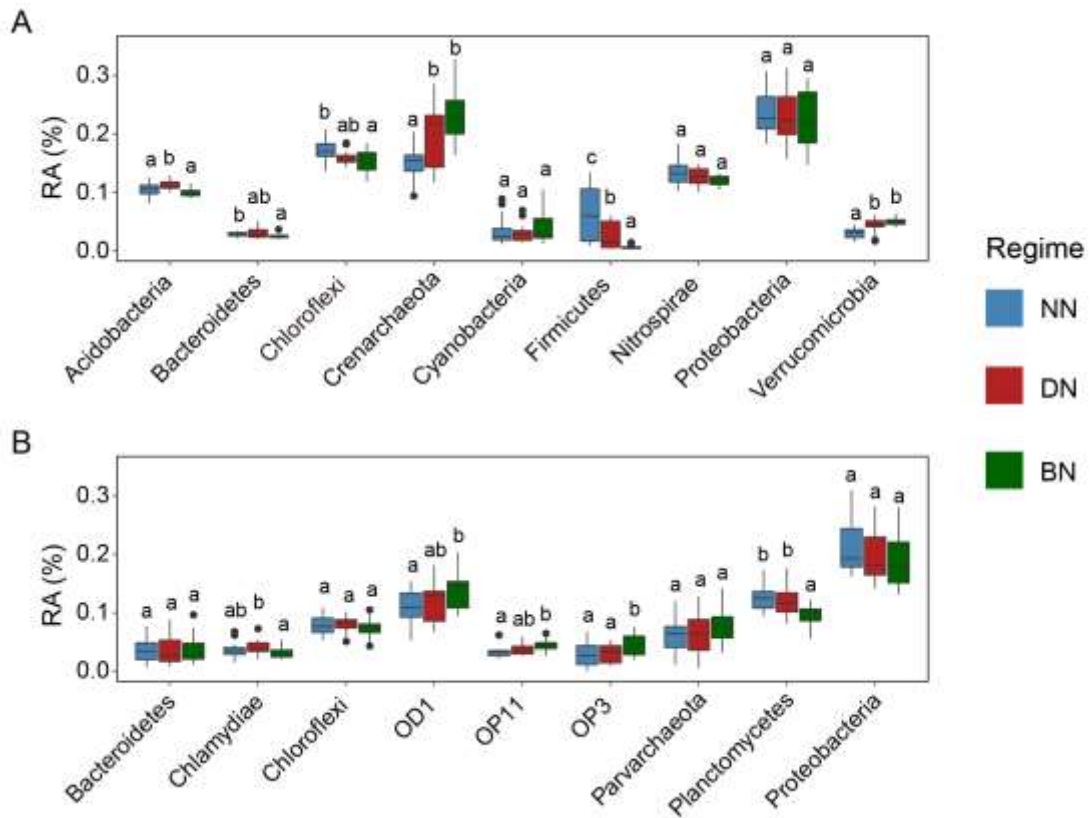 A
RA (%)
0.3
0.2
0.1
0.0
a b a
b ab a
b ab a
a b b
a a a
c b a
a a a
a a a
a b b
Acidobacteria
Bacteroidetes
Chloroflexi
Crenarchaeota
Cyanobacteria
Firmicutes
Nitrospirae
Proteobacteria
Verrucomicrobia
Regime
NN
DN
BN
B
RA (%)
0.3
0.2
0.1
0.0
a a a
ab b a
a a a
a ab b
a ab b
a a b
a a a
b b a
a a a
Bacteroidetes
Chlamydiae
Chloroflexi
OD1
OP11
OP3
Parvarchaeota
Planctomycetes
Proteobacteria